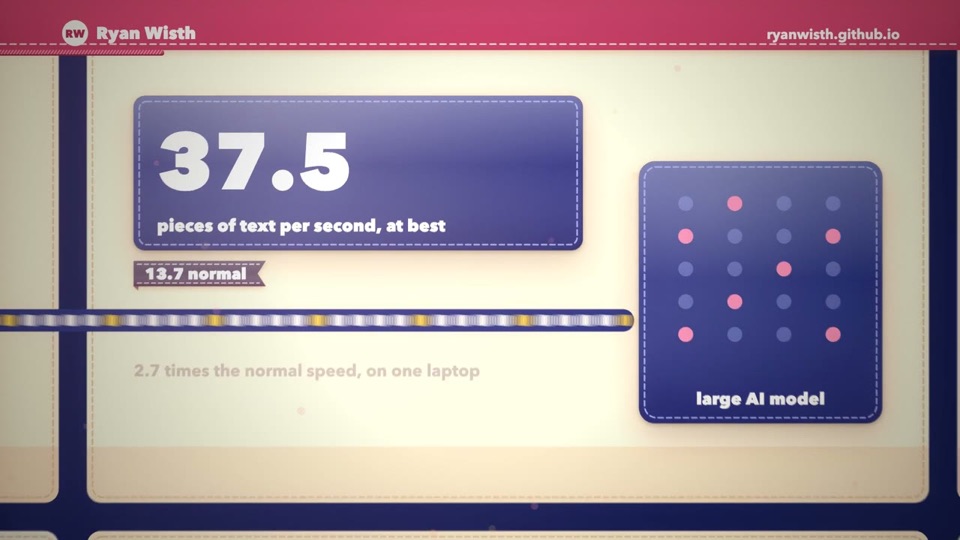 RW Ryan Wisth
ryanwisth.github.io
37.5
pieces of text per second, at best
13.7 normal
2.7 times the normal speed, on one laptop
large AI model